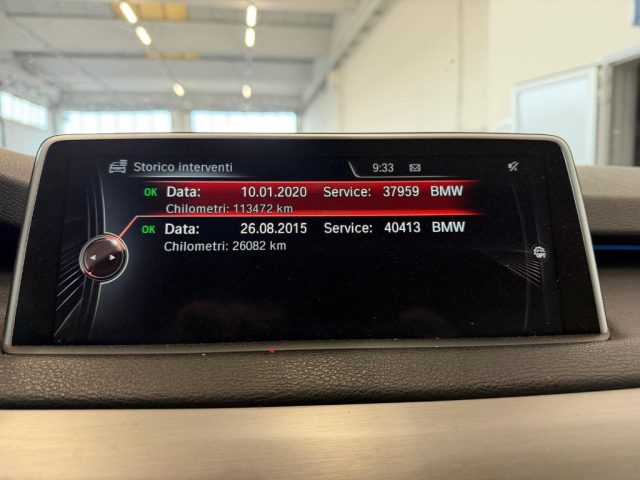 Storico interventi 9:33
OK Data: 10.01.2020 Service: 37959 BMW
Chilometri: 113472 km
OK Data: 26.08.2015 Service: 40413 BMW
Chilometri: 26082 km